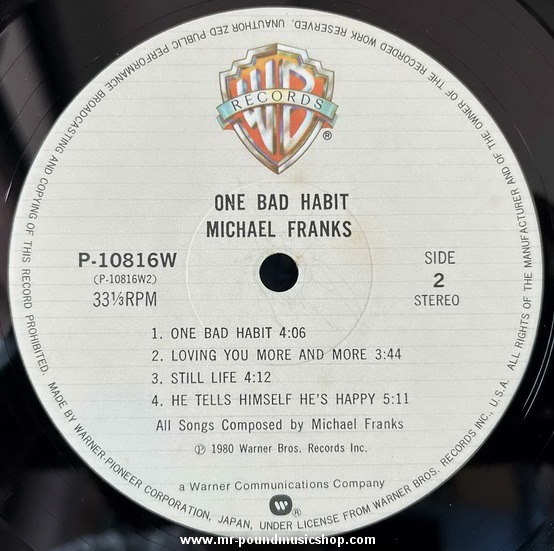 WB
RECORDS
®
ONE BAD HABIT
MICHAEL FRANKS
P-10816W
(P-10816W2)
33⅓RPM
SIDE
2
STEREO
1. ONE BAD HABIT 4:06
2. LOVING YOU MORE AND MORE 3:44
3. STILL LIFE 4:12
4. HE TELLS HIMSELF HE'S HAPPY 5:11
All Songs Composed by Michael Franks
℗ 1980 Warner Bros. Records Inc.
a Warner Communications Company
®
MADE BY WARNER-PIONEER CORPORATION, JAPAN, UNDER LICENSE FROM WARNER BROS. RECORDS INC., U.S.A. ALL RIGHTS OF THE MANUFACTURER AND OF THE OWNER OF THE RECORDED WORK RESERVED. UNAUTHORIZED PUBLIC PERFORMANCE BROADCASTING AND COPYING OF THIS RECORD PROHIBITED.
www.mr-poundmusicshop.com